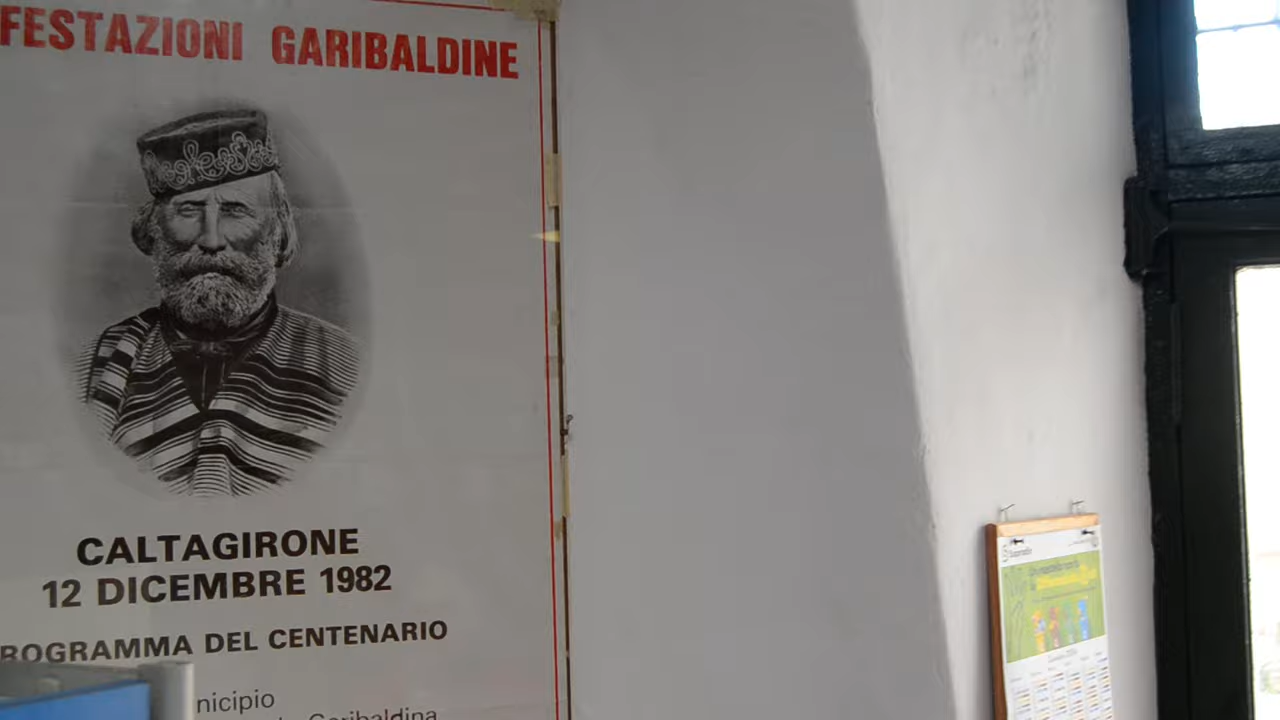 FESTAZIONI GARIBALDINE
CALTAGIRONE
12 DICEMBRE 1982
ROGRAMMA DEL CENTENARIO
nicipio
Garibaldina